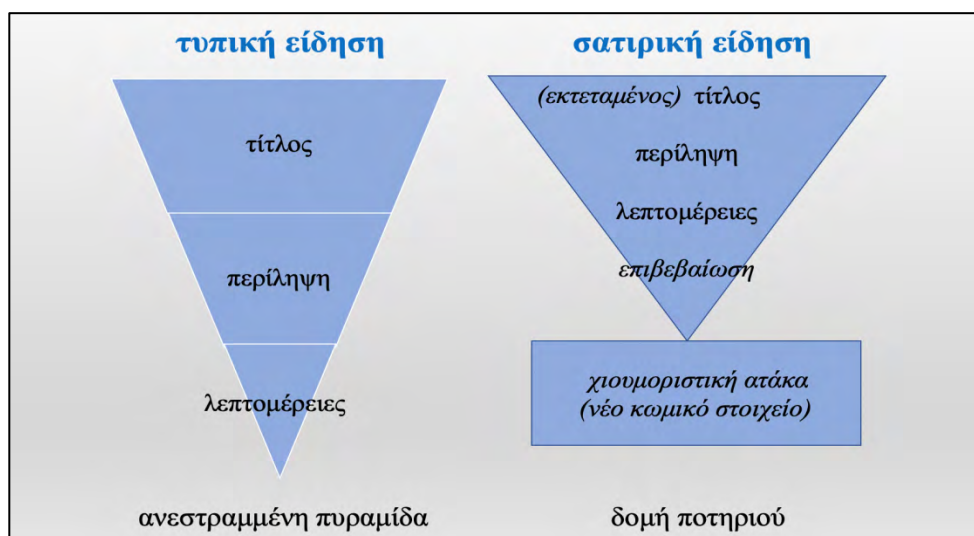 τυπική είδηση
τίτλος
περίληψη
λεπτομέρειες
ανεστραμμένη πυραμίδα
σατιρική είδηση
(εκτεταμένος) τίτλος
περίληψη
λεπτομέρειες
επιβεβαίωση
χιουμοριστική ατάκα
(νέο κωμικό στοιχείο)
δομή ποτηριού